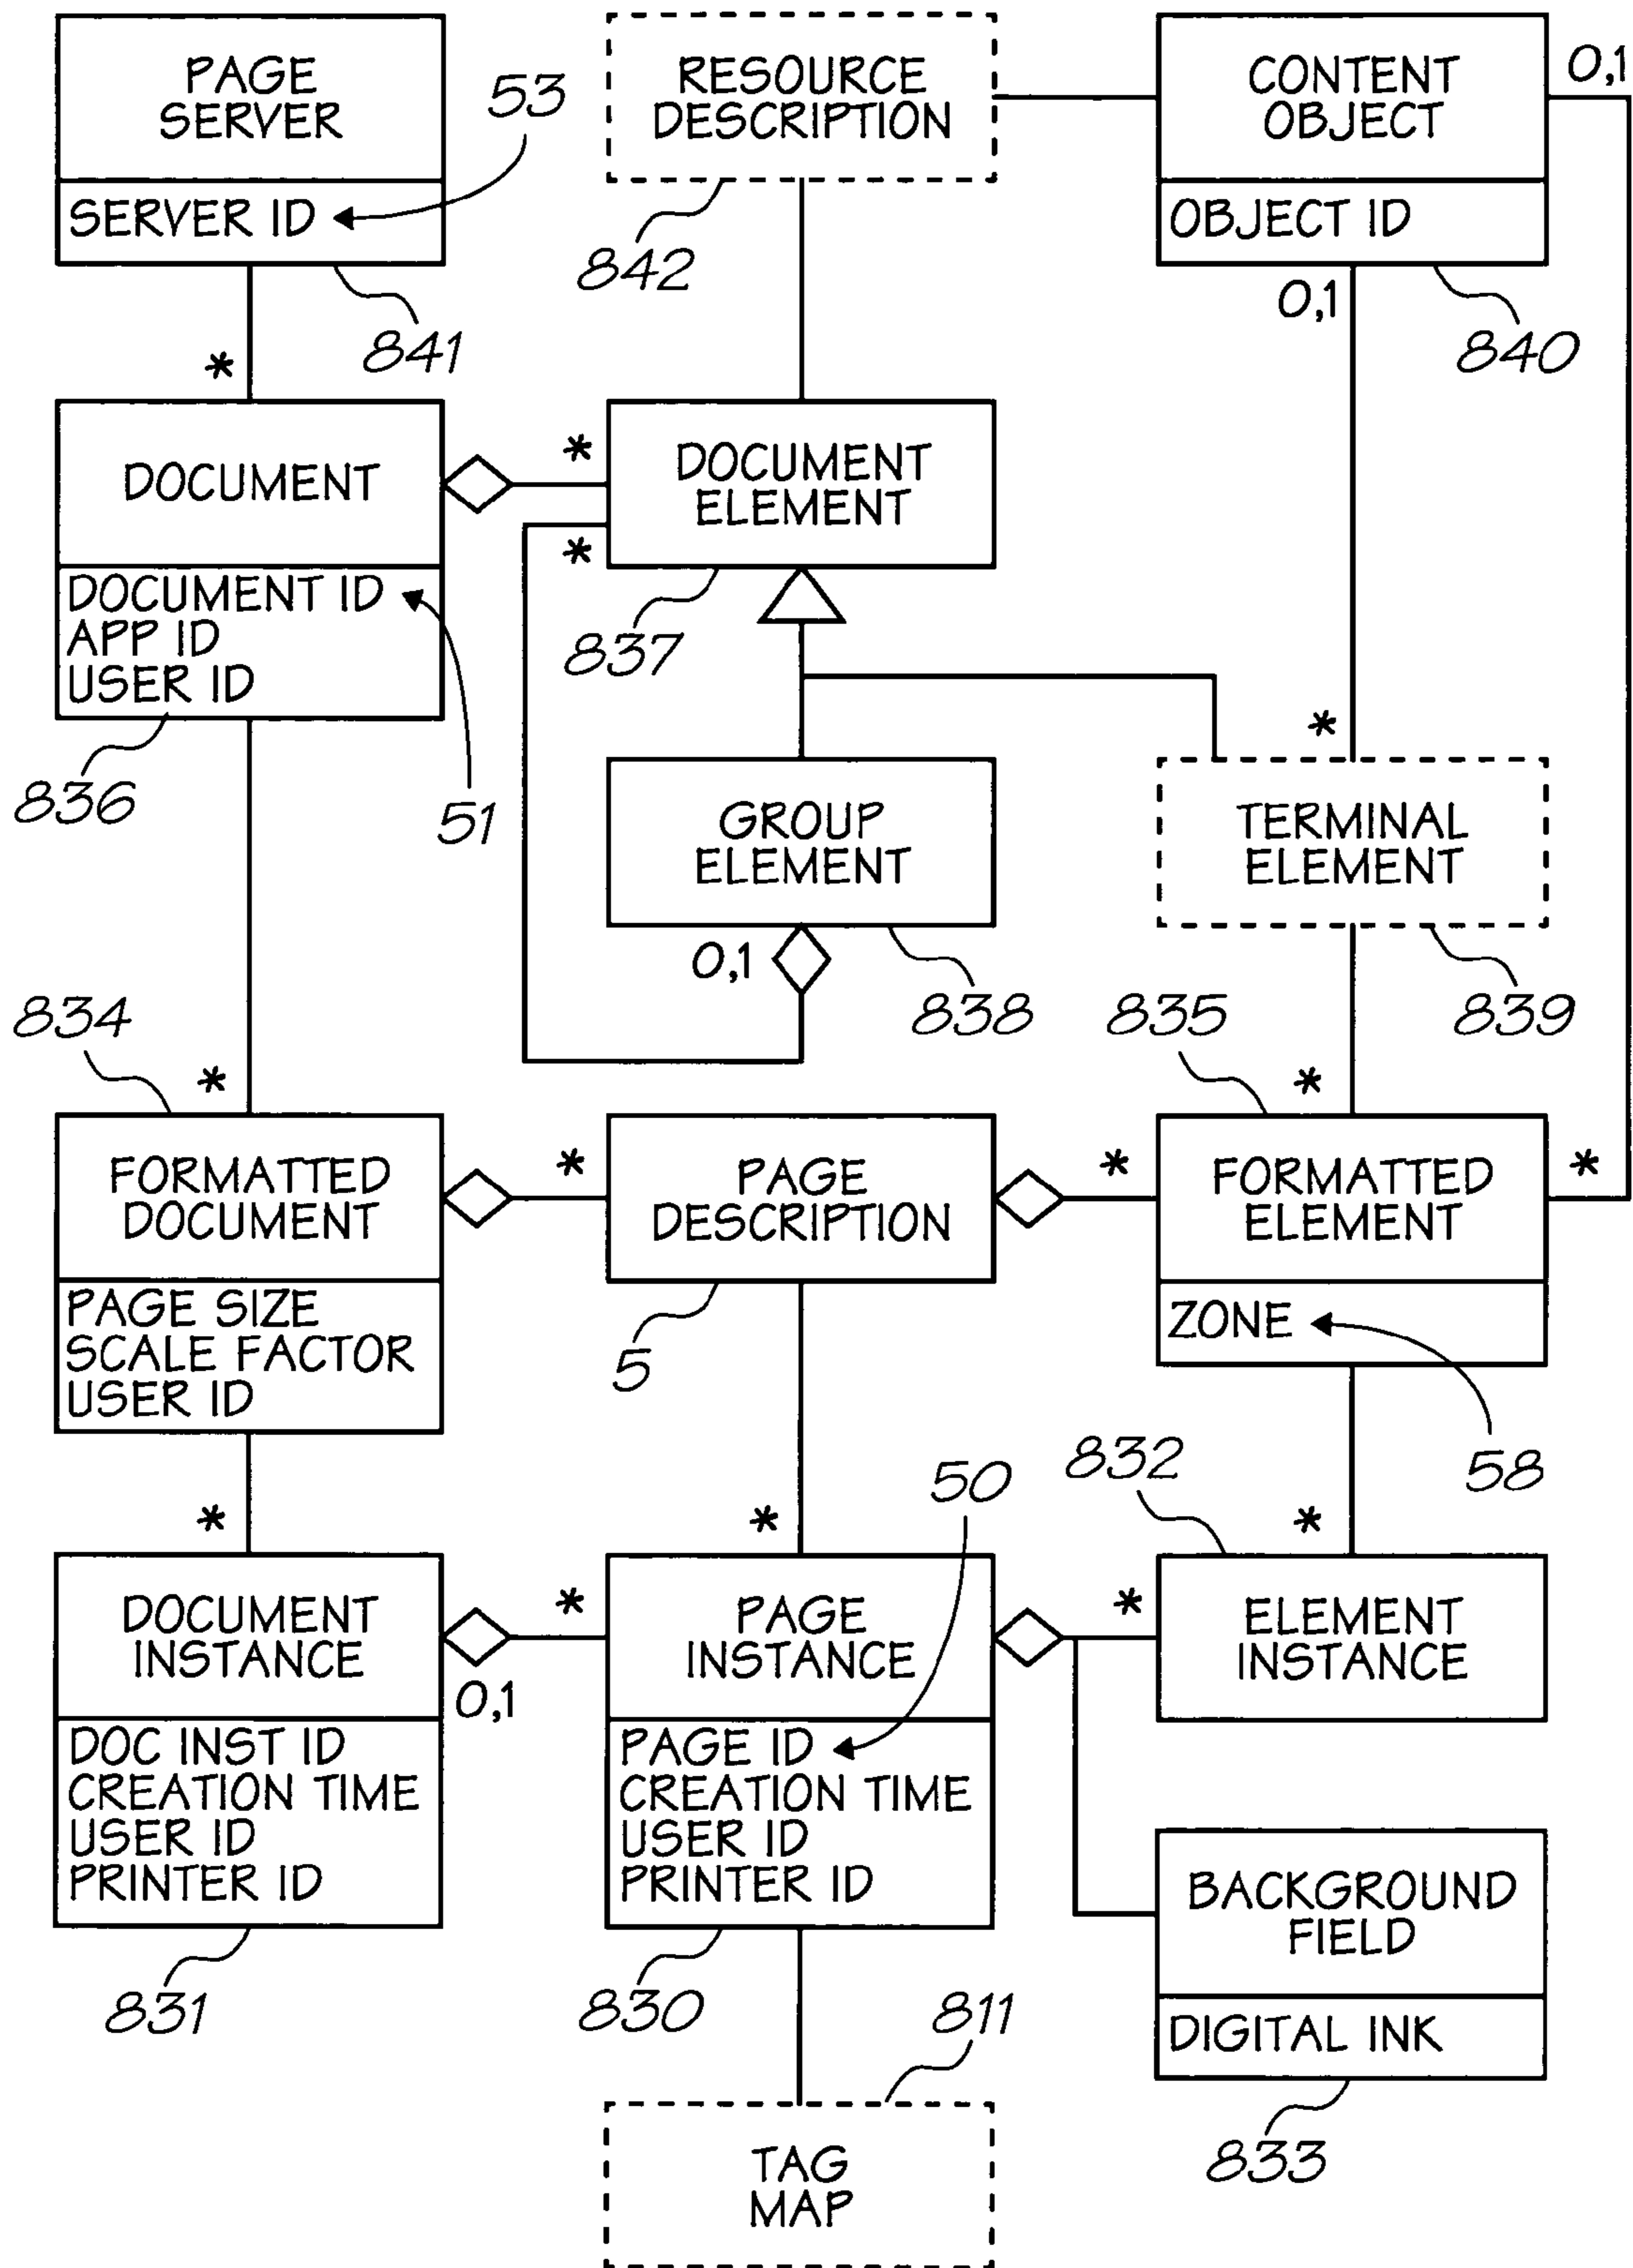 PAGE
SERVER
SERVER ID
53
841
RESOURCE
DESCRIPTION
842
CONTENT
OBJECT
OBJECT ID
0,1
0,1
840
*
DOCUMENT
DOCUMENT ID
APP ID
USER ID
836
51
*
*
DOCUMENT
ELEMENT
837
GROUP
ELEMENT
0,1
838
*
TERMINAL
ELEMENT
839
834
*
FORMATTED
DOCUMENT
PAGE SIZE
SCALE FACTOR
USER ID
*
PAGE
DESCRIPTION
5
*
835
*
FORMATTED
ELEMENT
*
ZONE
58
*
DOCUMENT
INSTANCE
0,1
DOC INST ID
CREATION TIME
USER ID
PRINTER ID
831
*
*
50
PAGE
INSTANCE
PAGE ID
CREATION TIME
USER ID
PRINTER ID
830
*
832
*
ELEMENT
INSTANCE
BACKGROUND
FIELD
DIGITAL INK
833
811
TAG
MAP